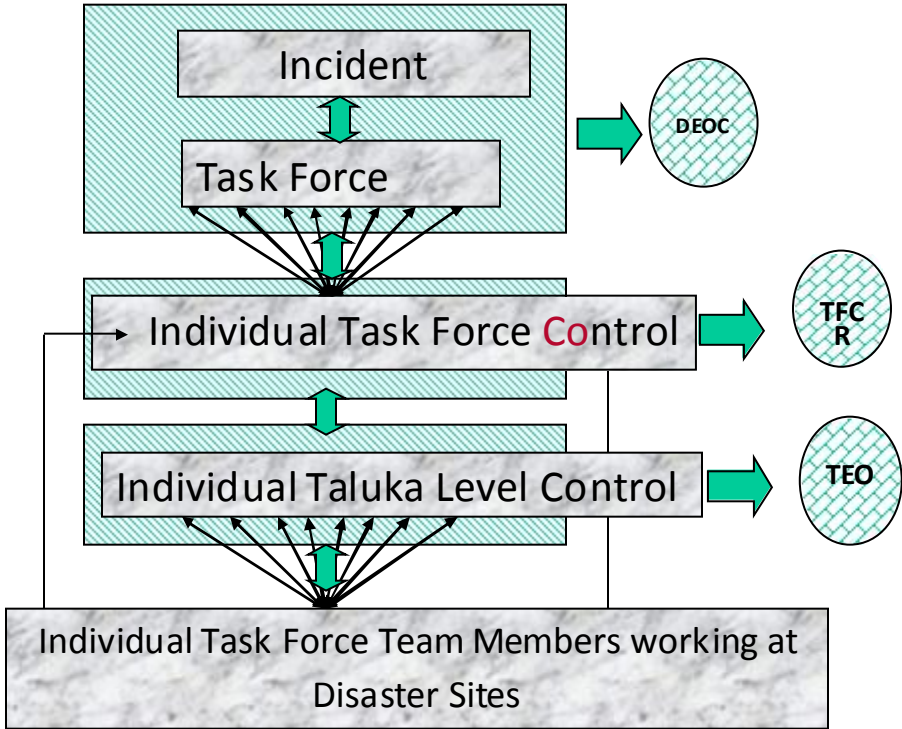 Incident
DEOC
Task Force
Individual Task Force Control
TFC
R
Individual Taluka Level Control
TEO
Individual Task Force Team Members working at
Disaster Sites